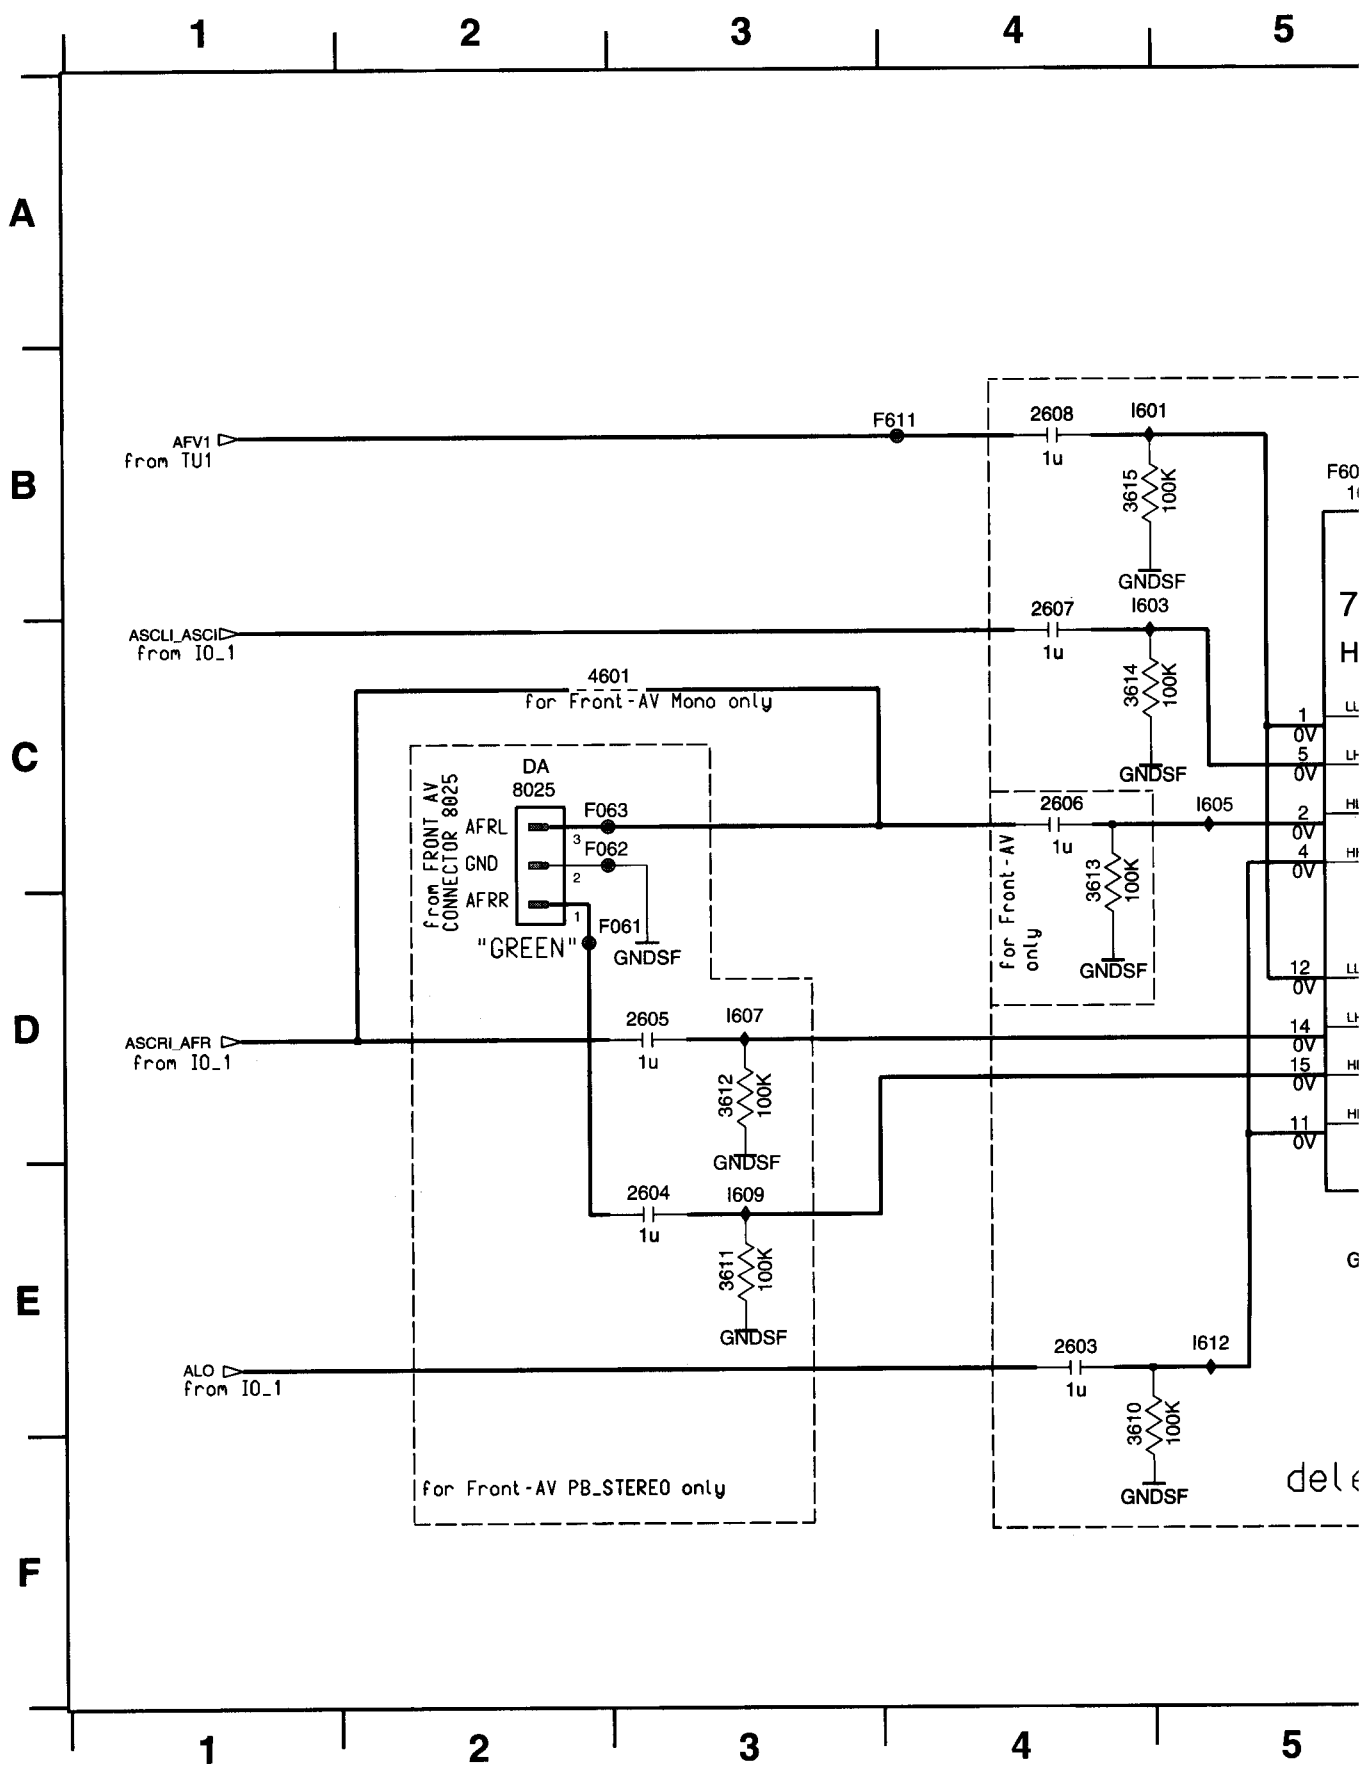 1 2 3 4 5
A
F611 2608 I601
AFV1
from TU1
1u
B
3615
100K
F60
GNDSF
2607 I603
7
ASCLI_ASCI
from IO_1
1u
H
4601
for Front-AV Mono only
3614
100K
1 LL
0V
C
DA
8025
GNDSF
5 LH
0V
from FRONT AV
CONNECTOR 8025
AFRL
3
F063
2606 I605
2
0V
1u
GND
2
F062
4
0V
for Front-AV
only
3613
100K
AFRR
1
F061
"GREEN"
GNDSF
GNDSF
12 LL
0V
D
ASCRI_AFR
from IO_1
2605 I607
1u
14 LH
0V
15
0V
3612
100K
11
0V
GNDSF
2604 I609
1u
3611
100K
G
E
GNDSF
ALO
from IO_1
2603 I612
1u
3610
100K
for Front-AV PB_STEREO only
GNDSF
dele
F
1 2 3 4 5